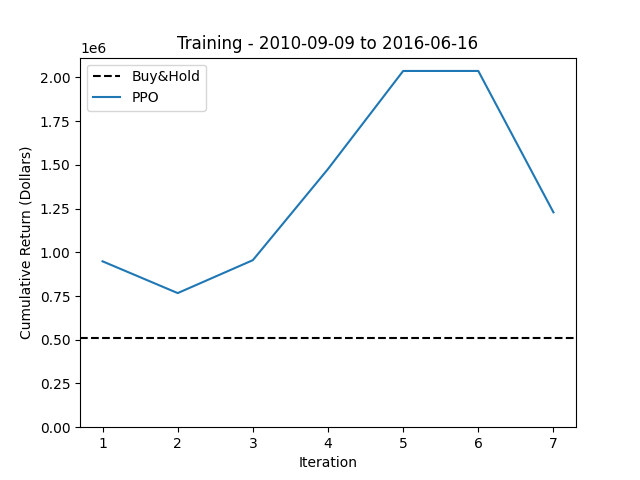 Training - 2010-09-09 to 2016-06-16
1e6
2.00
1.75
1.50
1.25
1.00
0.75
0.50
0.25
0.00
Cumulative Return (Dollars)
Buy&Hold
PPO
1 2 3 4 5 6 7
Iteration